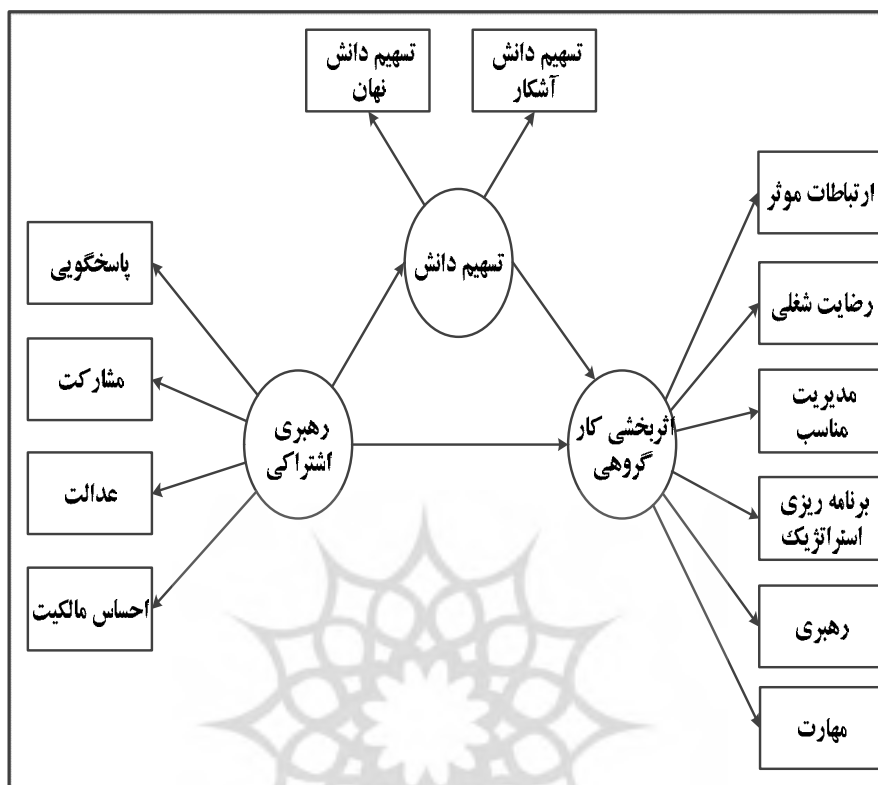 تسهیم دانش
آشکار
تسهیم دانش
نهان
ارتباطات موثر
رضایت شغلی
مدیریت
مناسب
برنامه ریزی
استراتژیک
رهبری
مهارت
تسهیم دانش
اثربخشی کار
گروهی
رهبری
اشتراکی
پاسخگویی
مشارکت
عدالت
احساس مالکیت